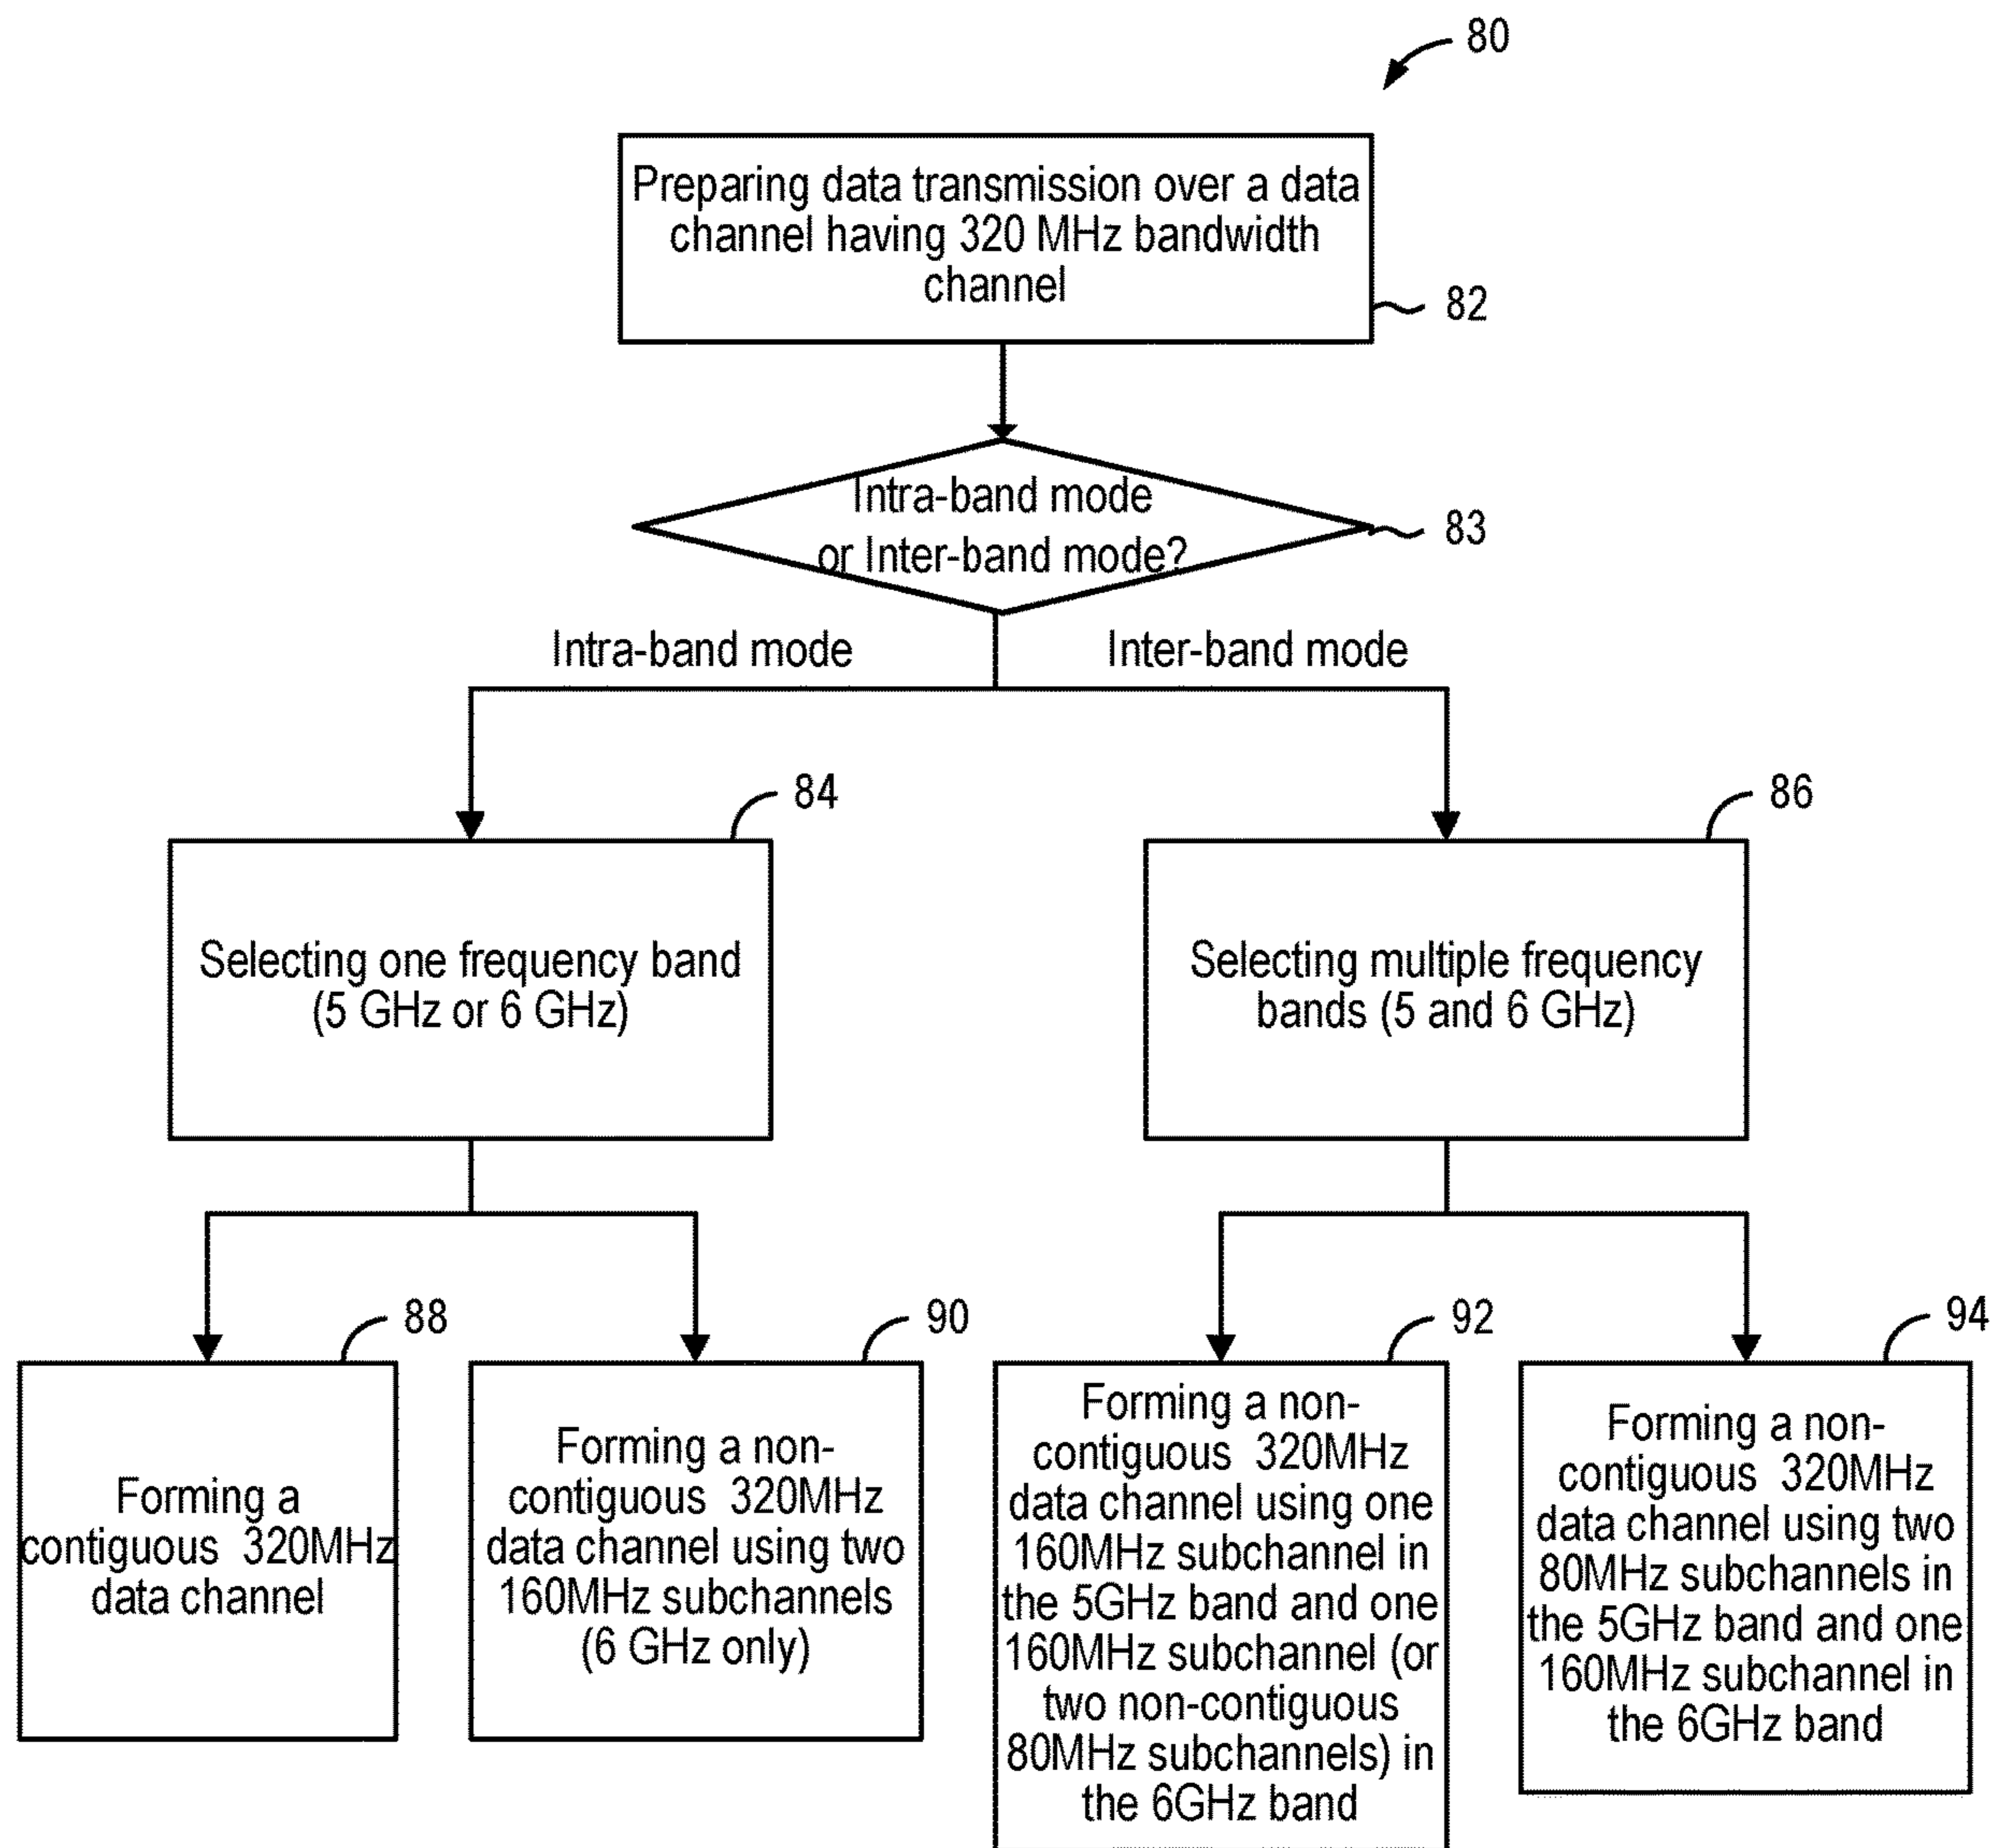 80
Preparing data transmission over a data
channel having 320 MHz bandwidth
channel
82
Intra-band mode
or Inter-band mode?
83
Intra-band mode
Inter-band mode
84
86
Selecting one frequency band
(5 GHz or 6 GHz)
Selecting multiple frequency
bands (5 and 6 GHz)
88
90
92
94
Forming a
contiguous 320MHz
data channel
Forming a non-
contiguous 320MHz
data channel using two
160MHz subchannels
(6 GHz only)
Forming a non-
contiguous 320MHz
data channel using one
160MHz subchannel in
the 5GHz band and one
160MHz subchannel (or
two non-contiguous
80MHz subchannels) in
the 6GHz band
Forming a non-
contiguous 320MHz
data channel using two
80MHz subchannels in
the 5GHz band and one
160MHz subchannel in
the 6GHz band